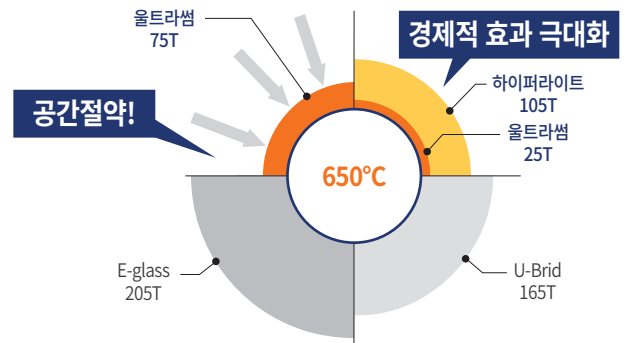 울트라썸
75T
경제적 효과 극대화
하이퍼라이트
105T
공간절약!
울트라썸
25T
650℃
E-glass
205T
U-Brid
165T